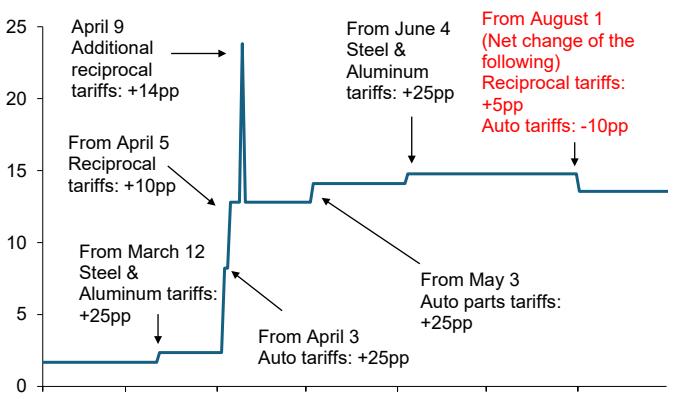 25
20
15
10
5
0
April 9
Additional
reciprocal
tariffs: +14pp
From April 5
Reciprocal
tariffs: +10pp
From March 12
Steel &
Aluminum tariffs:
+25pp
From April 3
Auto tariffs: +25pp
From June 4
Steel &
Aluminum
tariffs: +25pp
From May 3
Auto parts tariffs:
+25pp
From August 1
(Net change of the
following)
Reciprocal tariffs:
+5pp
Auto tariffs: -10pp